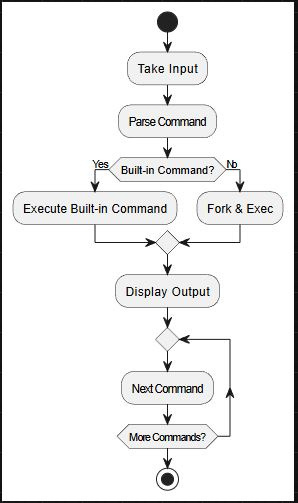 Take Input
Parse Command
Yes
Built-in Command?
No
Execute Built-in Command
Fork & Exec
Display Output
Next Command
More Commands?